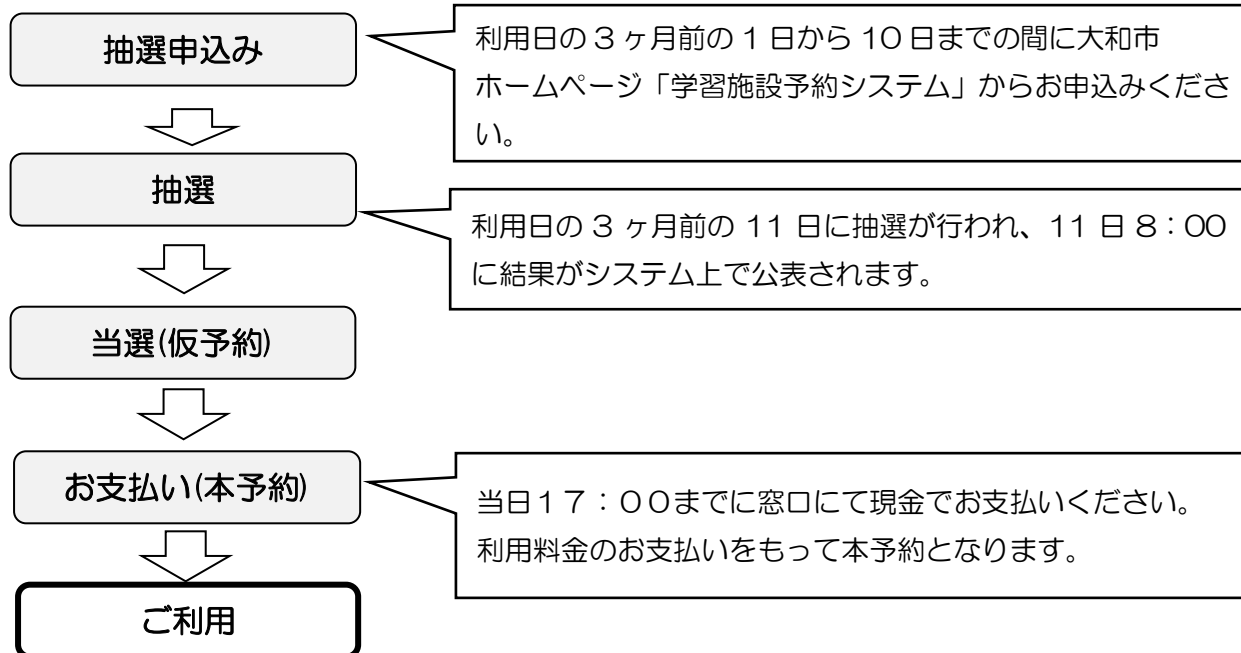 抽選申込み
利用日の3ヶ月前の1日から10日までの間に大和市
ホームページ「学習施設予約システム」からお申込みくださ
い。
抽選
利用日の3ヶ月前の 11 日に抽選が行われ、11 日8：00
に結果がシステム上で公表されます。
当選(仮予約)
お支払い(本予約)
当日１７：００までに窓口にて現金でお支払いください。
利用料金のお支払いをもって本予約となります。
ご利用